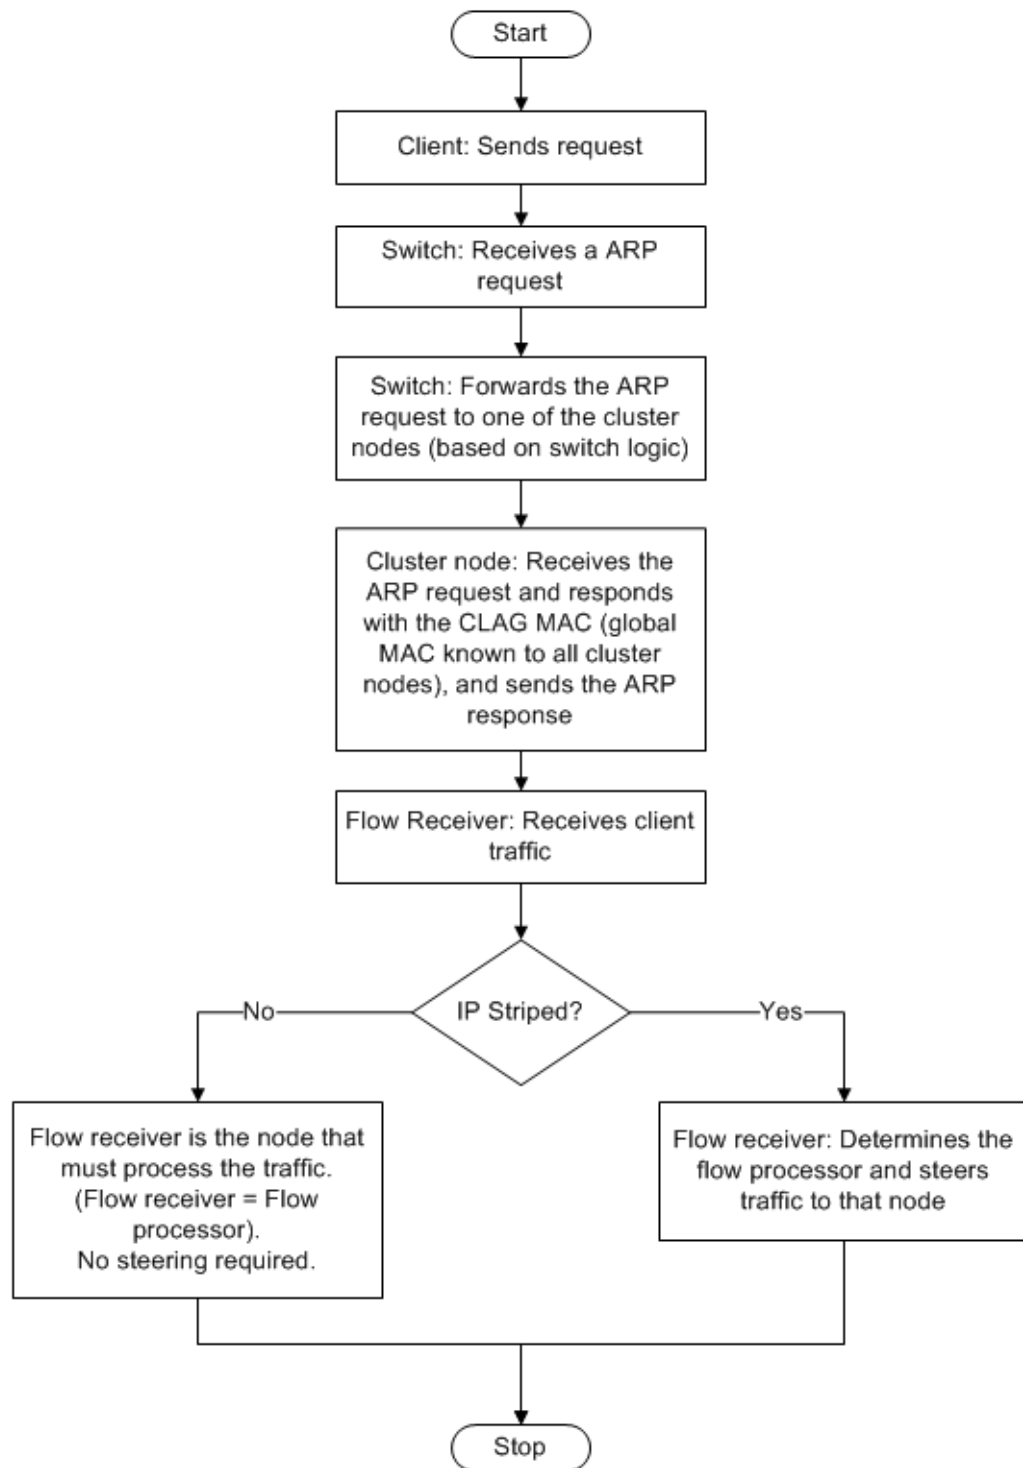 Start
Client: Sends request
Switch: Receives a ARP
request
Switch: Forwards the ARP
request to one of the cluster
nodes (based on switch logic)
Cluster node: Receives the
ARP request and responds
with the CLAG MAC (global
MAC known to all cluster
nodes), and sends the ARP
response
Flow Receiver: Receives client
traffic
IP Striped?
No
Yes
Flow receiver is the node that
must process the traffic.
(Flow receiver = Flow
processor).
No steering required.
Flow receiver: Determines the
flow processor and steers
traffic to that node
Stop